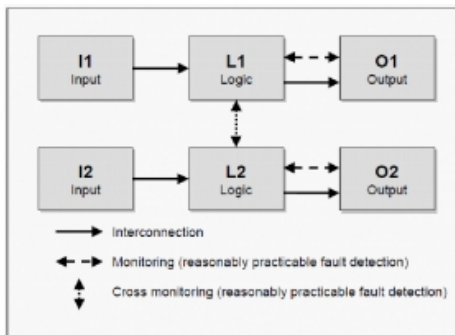 I1
Input
L1
Logic
O1
Output
I2
Input
L2
Logic
O2
Output
Interconnection
Monitoring (reasonably practicable fault detection)
Cross monitoring (reasonably practicable fault detection)